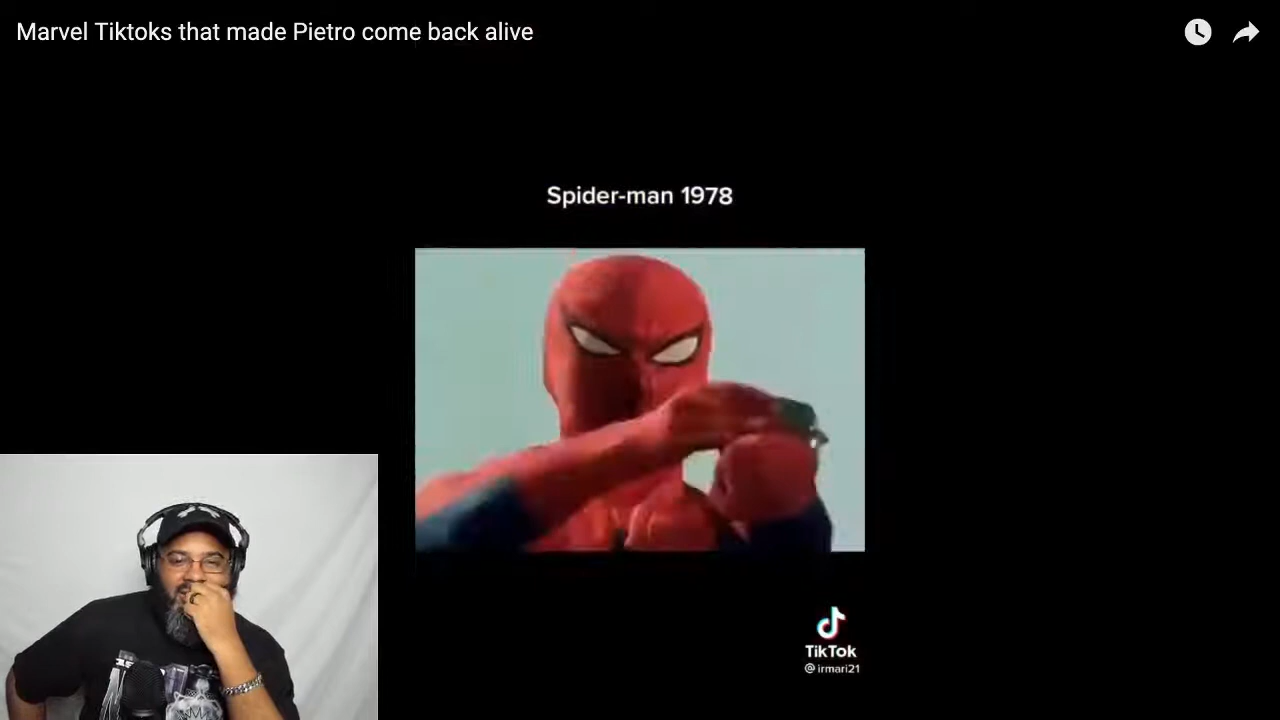 Marvel Tiktoks that made Pietro come back alive
Spider-man 1978
TikTok
@irmari21